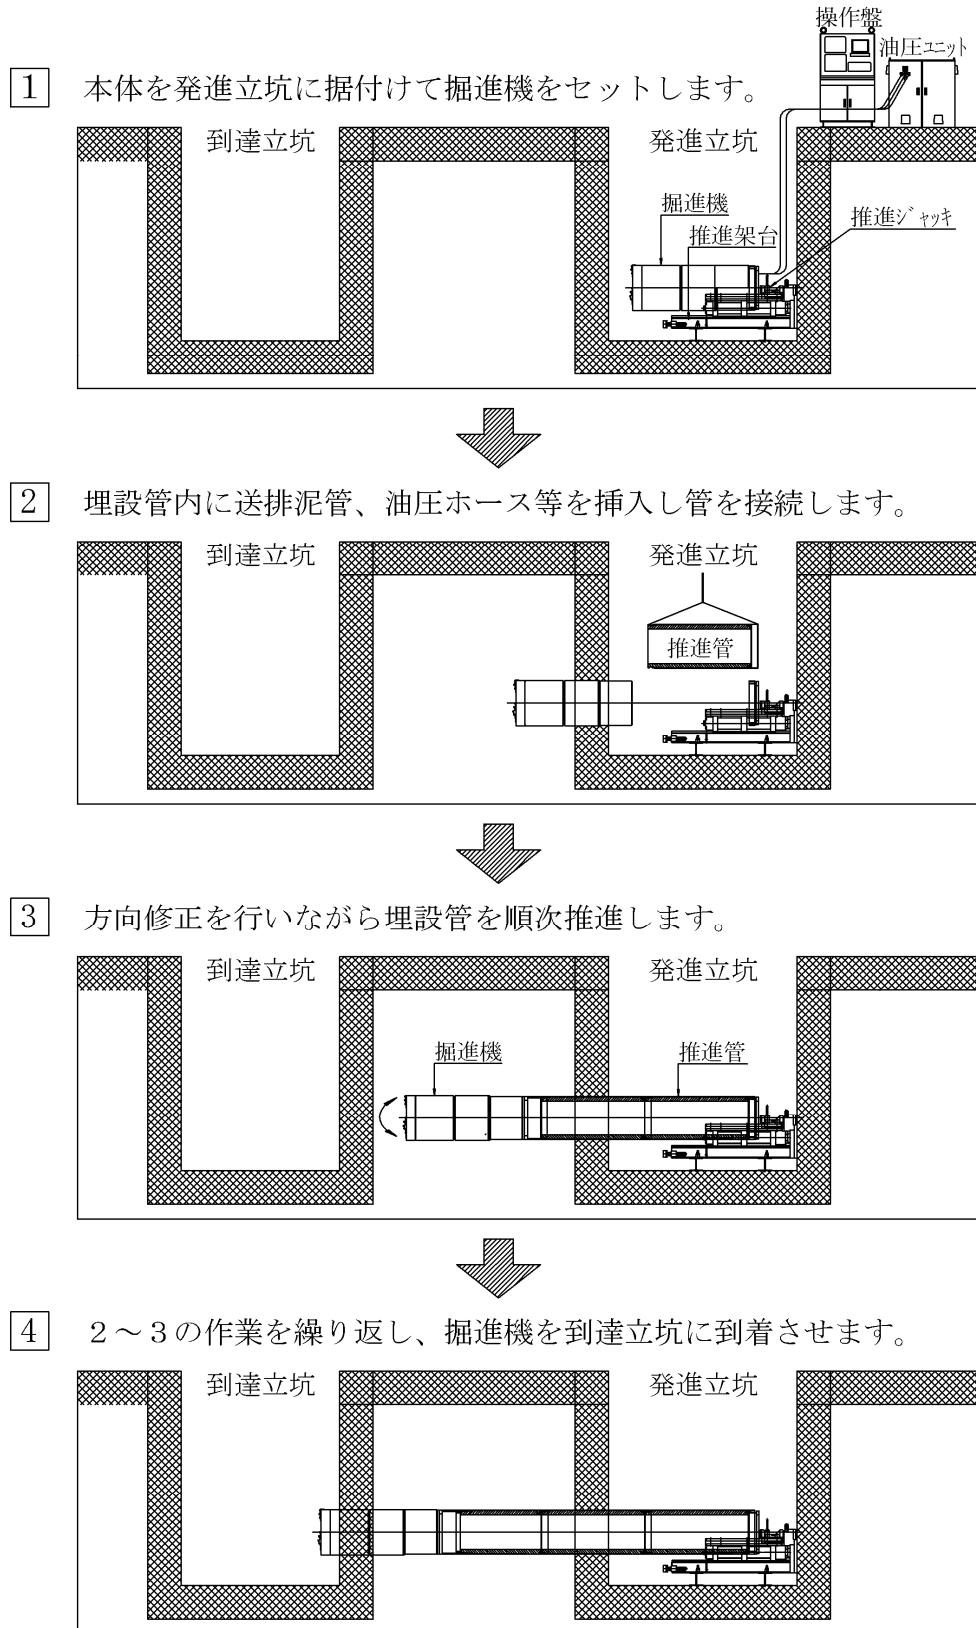 操作盤
油圧ユニット
1 本体を発進立坑に据付けて掘進機をセットします。
到達立坑 発進立坑
掘進機
推進架台
推進ジャッキ
2 埋設管内に送排泥管、油圧ホース等を挿入し管を接続します。
到達立坑 発進立坑
推進管
3 方向修正を行いながら埋設管を順次推進します。
到達立坑 発進立坑
掘進機 推進管
4 2～3の作業を繰り返し、掘進機を到達立坑に到着させます。
到達立坑 発進立坑